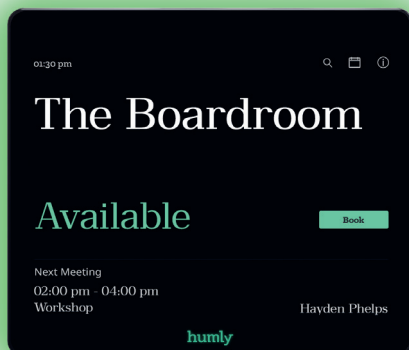 01:30 pm
The Boardroom
Available
Book
Next Meeting
02:00 pm - 04:00 pm
Workshop
Hayden Phelps
humly